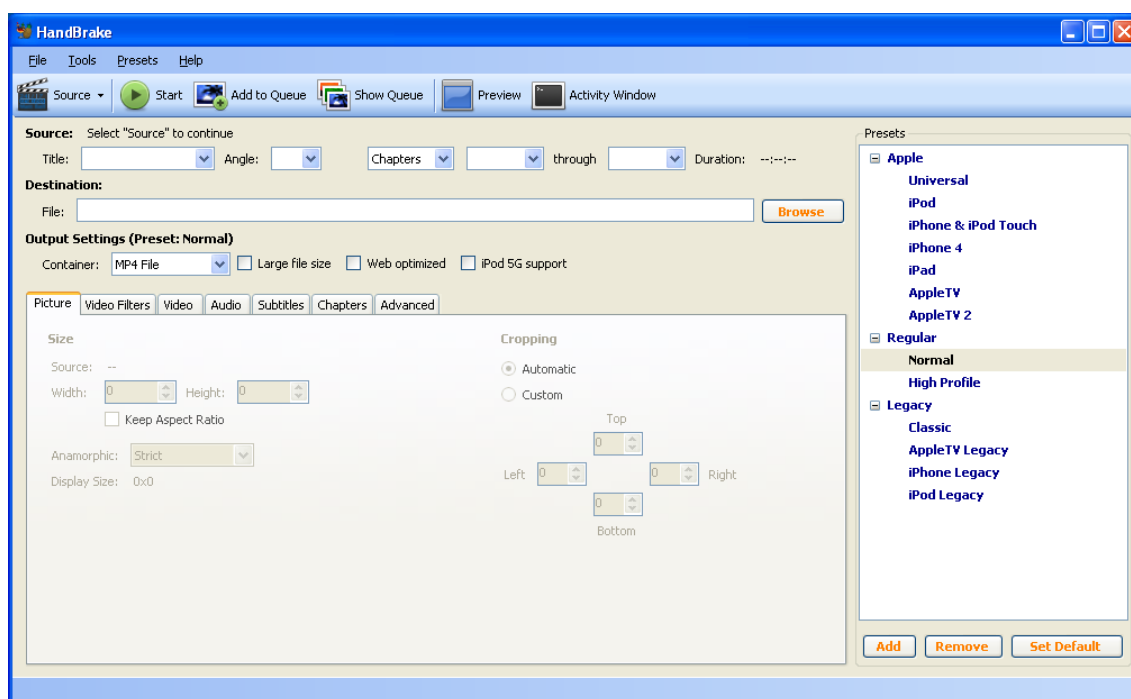 HandBrake
File Tools Presets Help
Source Start Add to Queue Show Queue Preview Activity Window
Source: Select "Source" to continue
Title: Angle: Chapters through Duration: --:--:--
Destination:
File: Browse
Output Settings (Preset: Normal)
Container: MP4 File Large file size Web optimized iPod 5G support
Picture Video Filters Video Audio Subtitles Chapters Advanced
Size
Source: --
Width: 0 Height: 0
Keep Aspect Ratio
Anamorphic: Strict
Display Size: 0x0
Cropping
Automatic
Custom
Top
0
Left 0 0 Right
0
Bottom
Presets
Apple
Universal
iPod
iPhone & iPod Touch
iPhone 4
iPad
AppleTV
AppleTV 2
Regular
Normal
High Profile
Legacy
Classic
AppleTV Legacy
iPhone Legacy
iPod Legacy
Add Remove Set Default